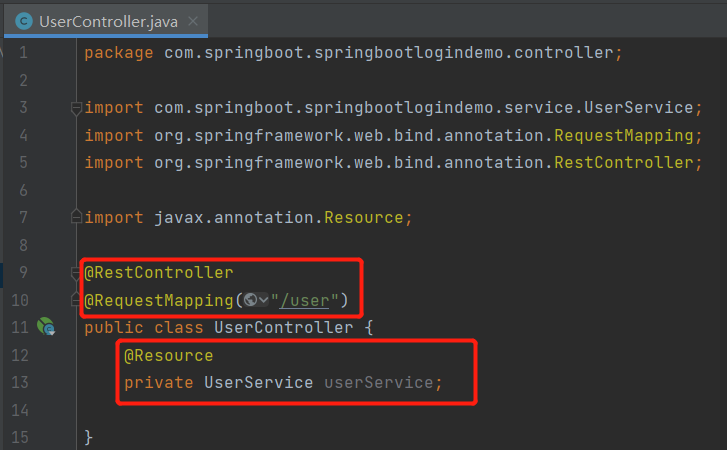 UserController.java
1 package com.springboot.springbootlogindemo.controller;
2
3 import com.springboot.springbootlogindemo.service.UserService;
4 import org.springframework.web.bind.annotation.RequestMapping;
5 import org.springframework.web.bind.annotation.RestController;
6
7 import javax.annotation.Resource;
8
9 @RestController
10 @RequestMapping("/user")
11 public class UserController {
12 @Resource
13 private UserService userService;
14
15 }